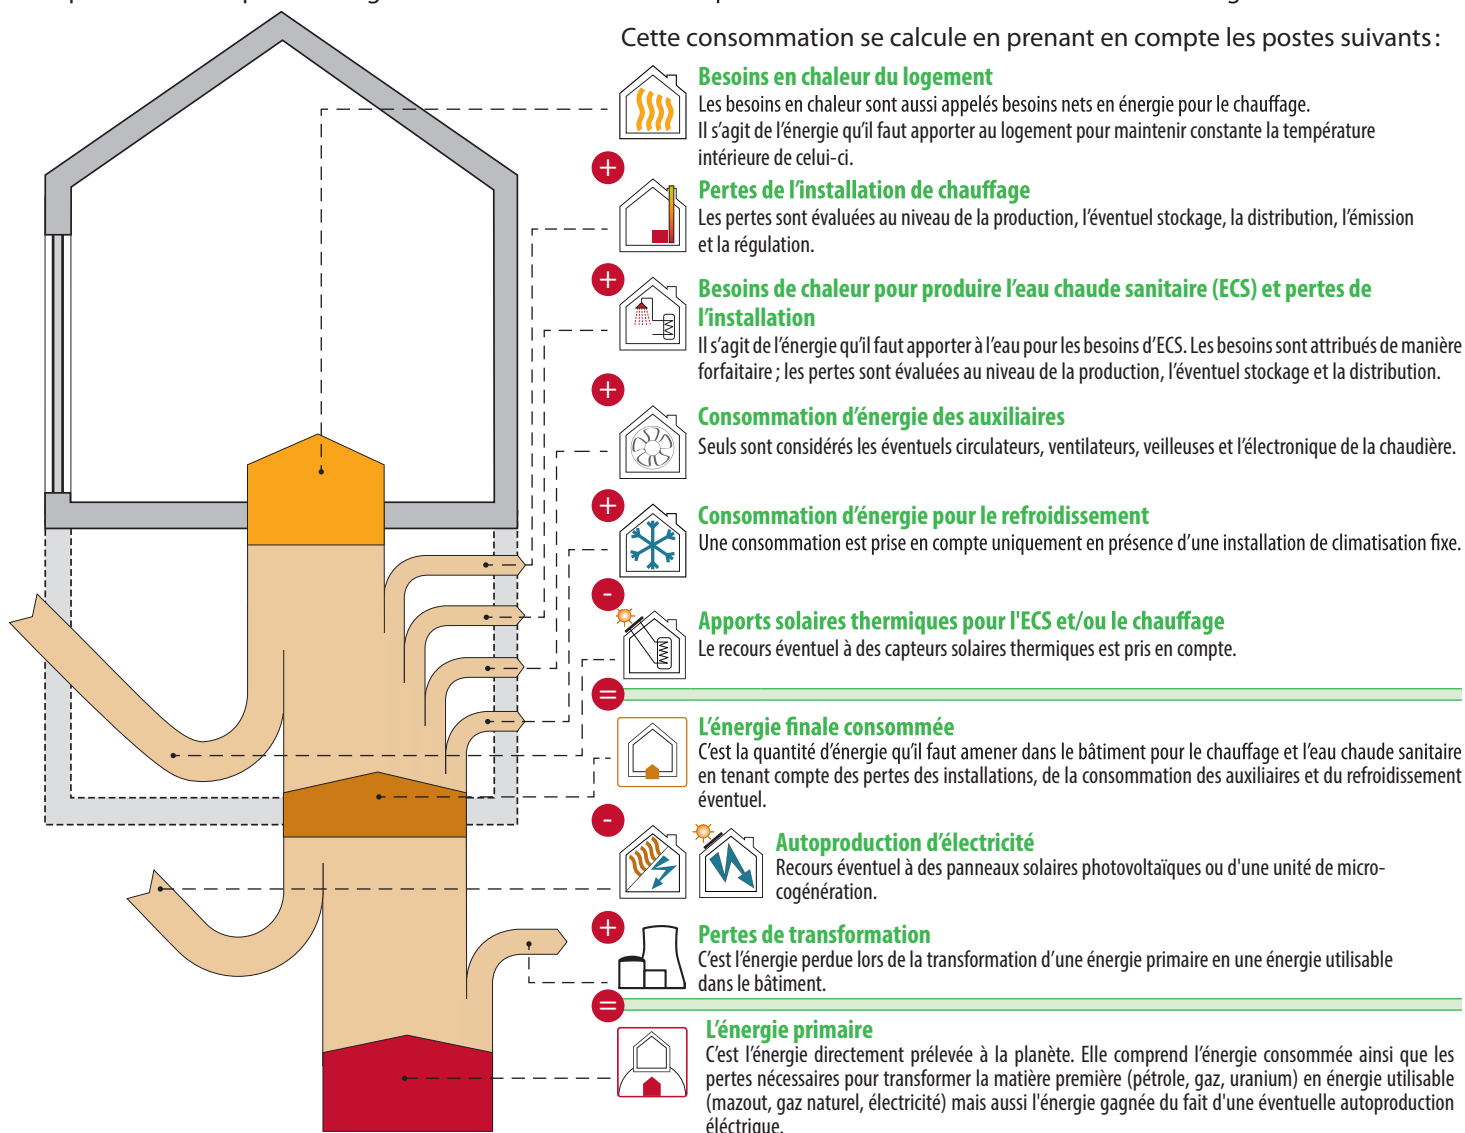 Cette consommation se calcule en prenant en compte les postes suivants :
Besoins en chaleur du logement
Les besoins en chaleur sont aussi appelés besoins nets en énergie pour le chauffage.
Il s’agit de l’énergie qu’il faut apporter au logement pour maintenir constante la température
intérieure de celui-ci.
+
Pertes de l’installation de chauffage
Les pertes sont évaluées au niveau de la production, l’éventuel stockage, la distribution, l’émission
et la régulation.
+
Besoins de chaleur pour produire l’eau chaude sanitaire (ECS) et pertes de
l’installation
Il s’agit de l’énergie qu’il faut apporter à l’eau pour les besoins d’ECS. Les besoins sont attribués de manière
forfaitaire ; les pertes sont évaluées au niveau de la production, l’éventuel stockage et la distribution.
+
Consommation d’énergie des auxiliaires
Seuls sont considérés les éventuels circulateurs, ventilateurs, veilleuses et l’électronique de la chaudière.
+
Consommation d’énergie pour le refroidissement
Une consommation est prise en compte uniquement en présence d’une installation de climatisation fixe.
-
Apports solaires thermiques pour l'ECS et/ou le chauffage
Le recours éventuel à des capteurs solaires thermiques est pris en compte.
=
L’énergie finale consommée
C’est la quantité d’énergie qu’il faut amener dans le bâtiment pour le chauffage et l’eau chaude sanitaire
en tenant compte des pertes des installations, de la consommation des auxiliaires et du refroidissement
éventuel.
-
Autoproduction d’électricité
Recours éventuel à des panneaux solaires photovoltaïques ou d'une unité de micro-
cogénération.
+
Pertes de transformation
C’est l’énergie perdue lors de la transformation d’une énergie primaire en une énergie utilisable
dans le bâtiment.
=
L’énergie primaire
C’est l’énergie directement prélevée à la planète. Elle comprend l’énergie consommée ainsi que les
pertes nécessaires pour transformer la matière première (pétrole, gaz, uranium) en énergie utilisable
(mazout, gaz naturel, électricité) mais aussi l'énergie gagnée du fait d'une éventuelle autoproduction
éléctrique.